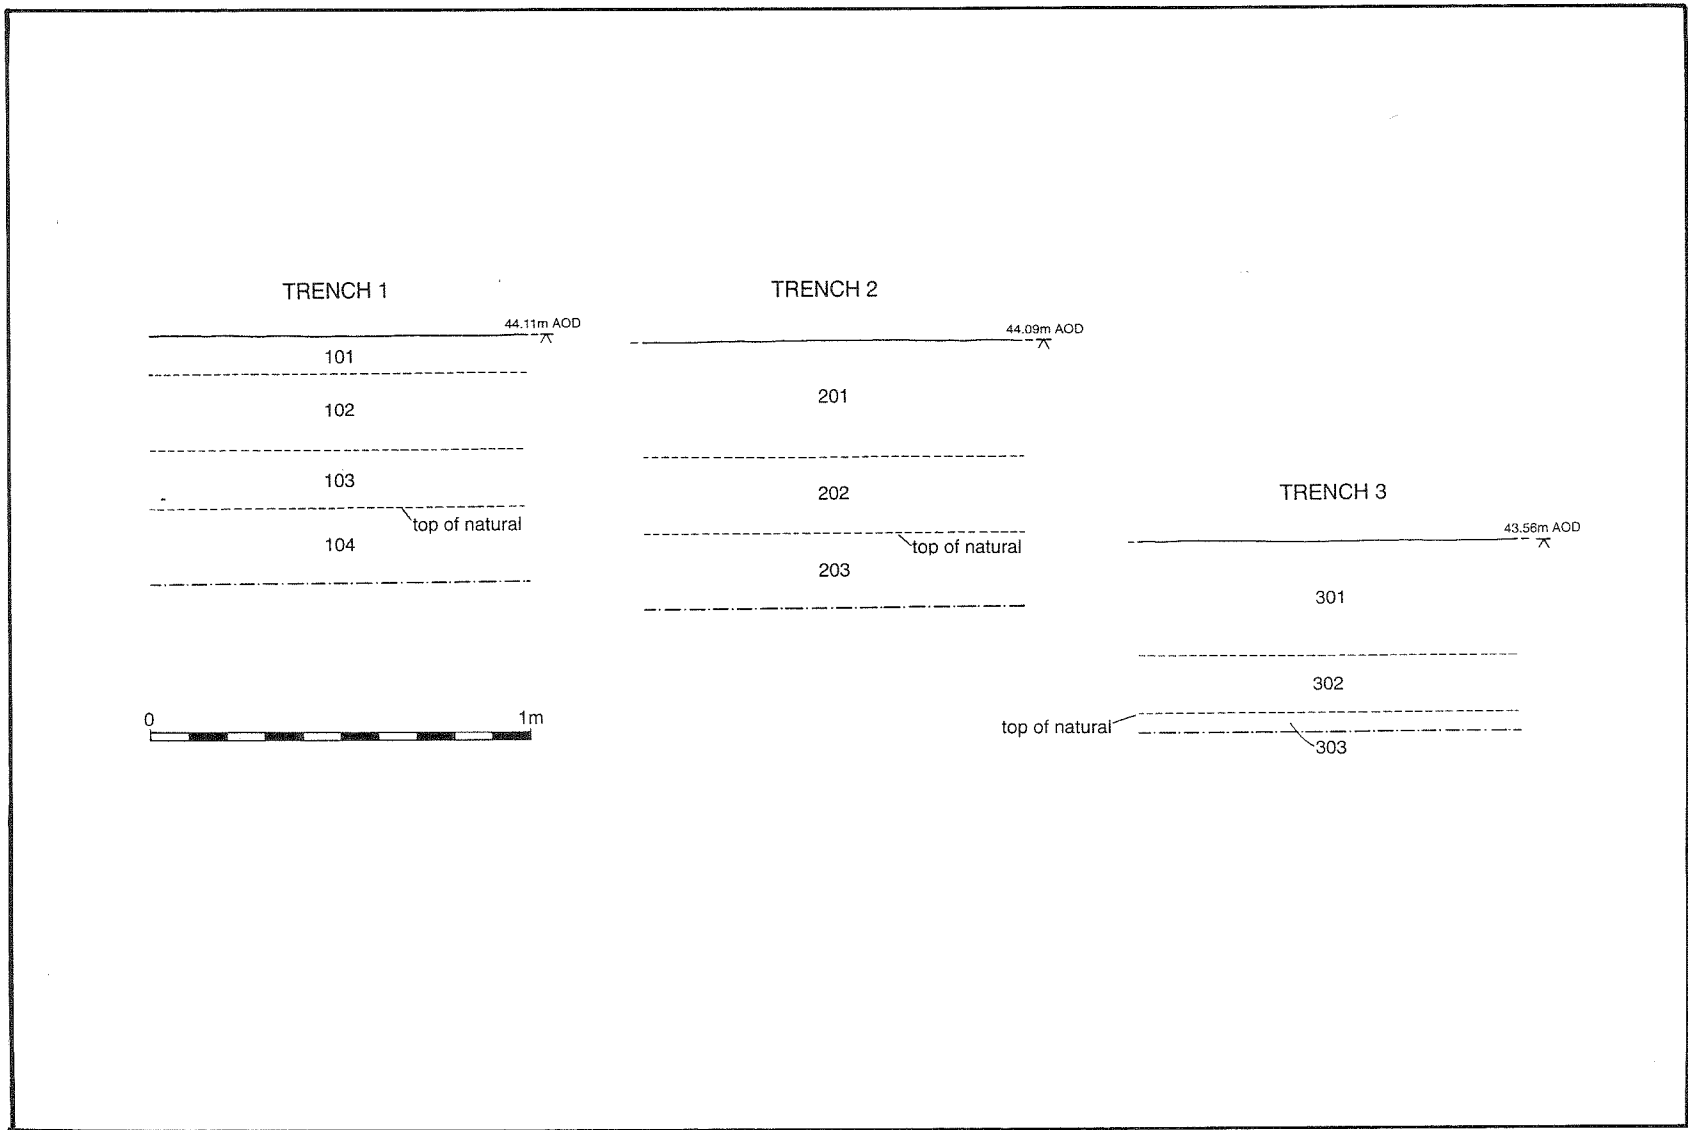 TRENCH 1
44.11m AOD
101
102
103
top of natural
104
TRENCH 2
44.09m AOD
201
202
top of natural
203
TRENCH 3
43.56m AOD
301
302
top of natural
303
0 1m